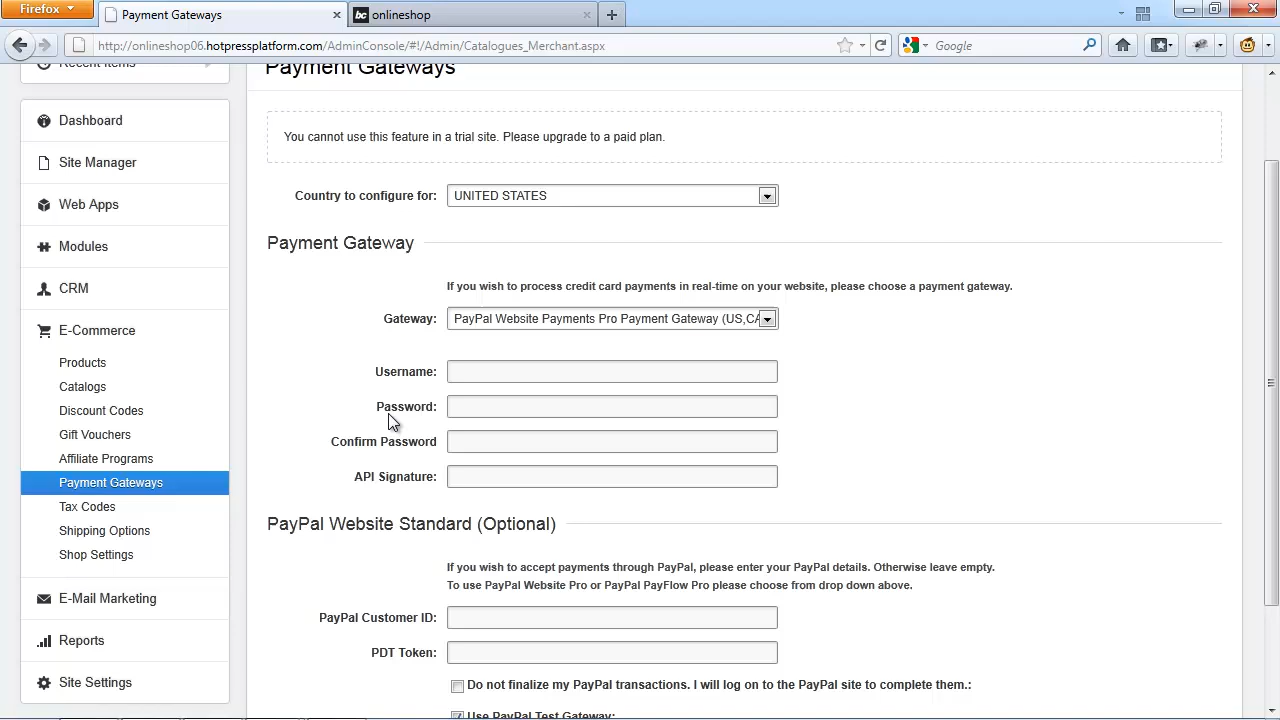 Firefox
Payment Gateways
onlineshop
http://onlineshop06.hotpressplatform.com/AdminConsole/#!/Admin/Catalogues_Merchant.aspx
Google
Recent Items
Payment Gateways
You cannot use this feature in a trial site. Please upgrade to a paid plan.
Dashboard
Site Manager
Web Apps
Modules
CRM
E-Commerce
Products
Catalogs
Discount Codes
Gift Vouchers
Affiliate Programs
Payment Gateways
Tax Codes
Shipping Options
Shop Settings
E-Mail Marketing
Reports
Site Settings
Country to configure for: UNITED STATES
Payment Gateway
If you wish to process credit card payments in real-time on your website, please choose a payment gateway.
Gateway: PayPal Website Payments Pro Payment Gateway (US,CA
Username:
Password:
Confirm Password
API Signature:
PayPal Website Standard (Optional)
If you wish to accept payments through PayPal, please enter your PayPal details. Otherwise leave empty.
To use PayPal Website Pro or PayPal PayFlow Pro please choose from drop down above.
PayPal Customer ID:
PDT Token:
Do not finalize my PayPal transactions. I will log on to the PayPal site to complete them.:
Use PayPal Test Gateway: